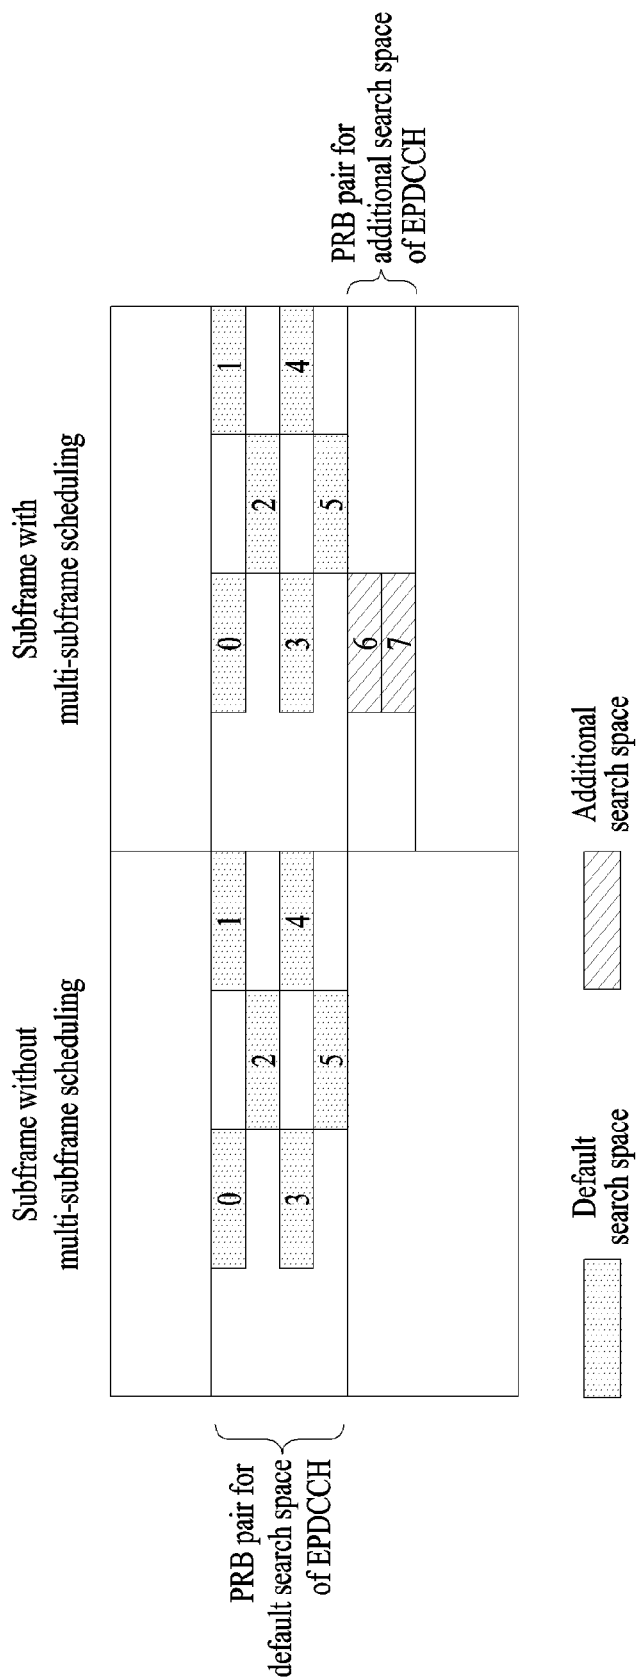 Subframe without
multi-subframe scheduling
Subframe with
multi-subframe scheduling
PRB pair for
default search space
of EPDCCH
0
1
2
3
4
5
0
1
2
3
4
5
6
7
PRB pair for
additional search space
of EPDCCH
Default
search space
Additional
search space